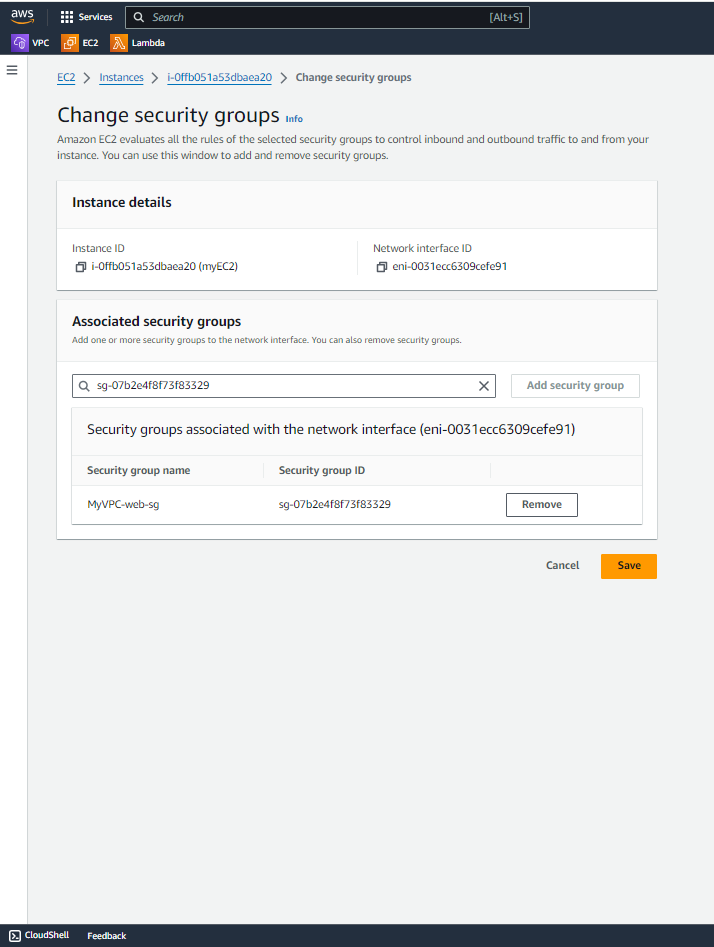 aws
Services
Search
[Alt+S]
VPC
EC2
Lambda
EC2 > Instances > i-0ffb051a53dbaea20 > Change security groups
Change security groups Info
Amazon EC2 evaluates all the rules of the selected security groups to control inbound and outbound traffic to and from your
instance. You can use this window to add and remove security groups.
Instance details
Instance ID
i-0ffb051a53dbaea20 (myEC2)
Network interface ID
eni-0031ecc6309cefe91
Associated security groups
Add one or more security groups to the network interface. You can also remove security groups.
sg-07b2e4f8f73f83329
Add security group
Security groups associated with the network interface (eni-0031ecc6309cefe91)
Security group name
Security group ID
MyVPC-web-sg
sg-07b2e4f8f73f83329
Remove
Cancel
Save
CloudShell
Feedback